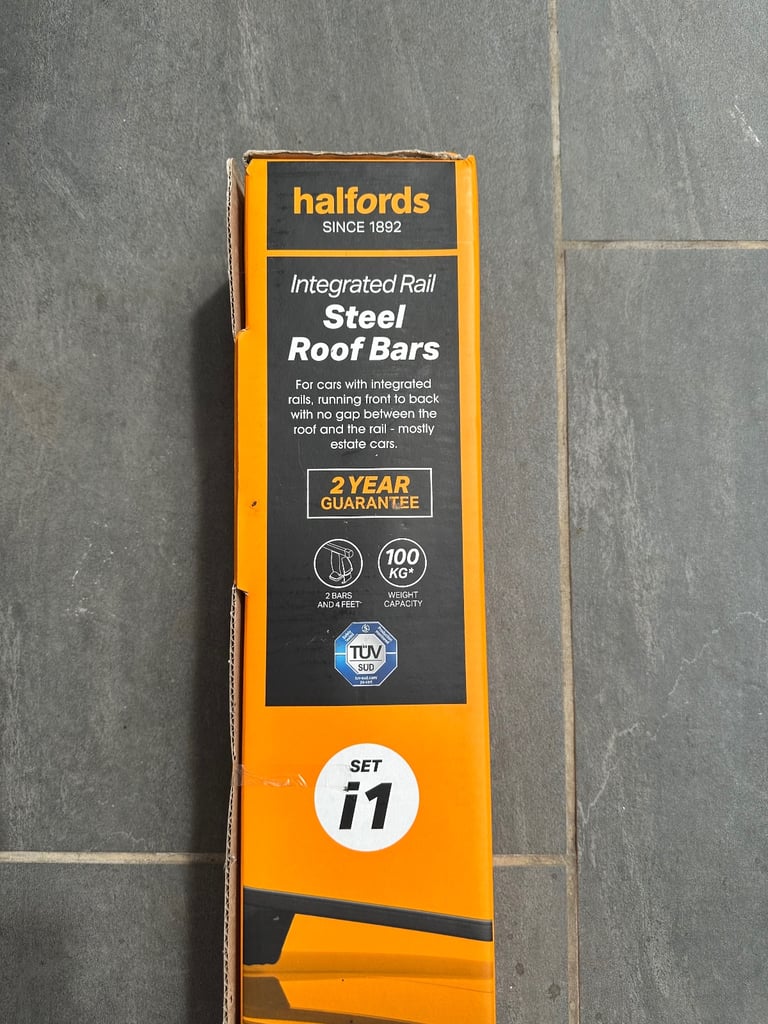 halfords
SINCE 1892
Integrated Rail
Steel
Roof Bars
For cars with integrated
rails, running front to back
with no gap between the
roof and the rail - mostly
estate cars.
2 YEAR
GUARANTEE
100
KG*
2 BARS
AND 4 FEET
WEIGHT
CAPACITY
TÜV
SUD
SET
i1